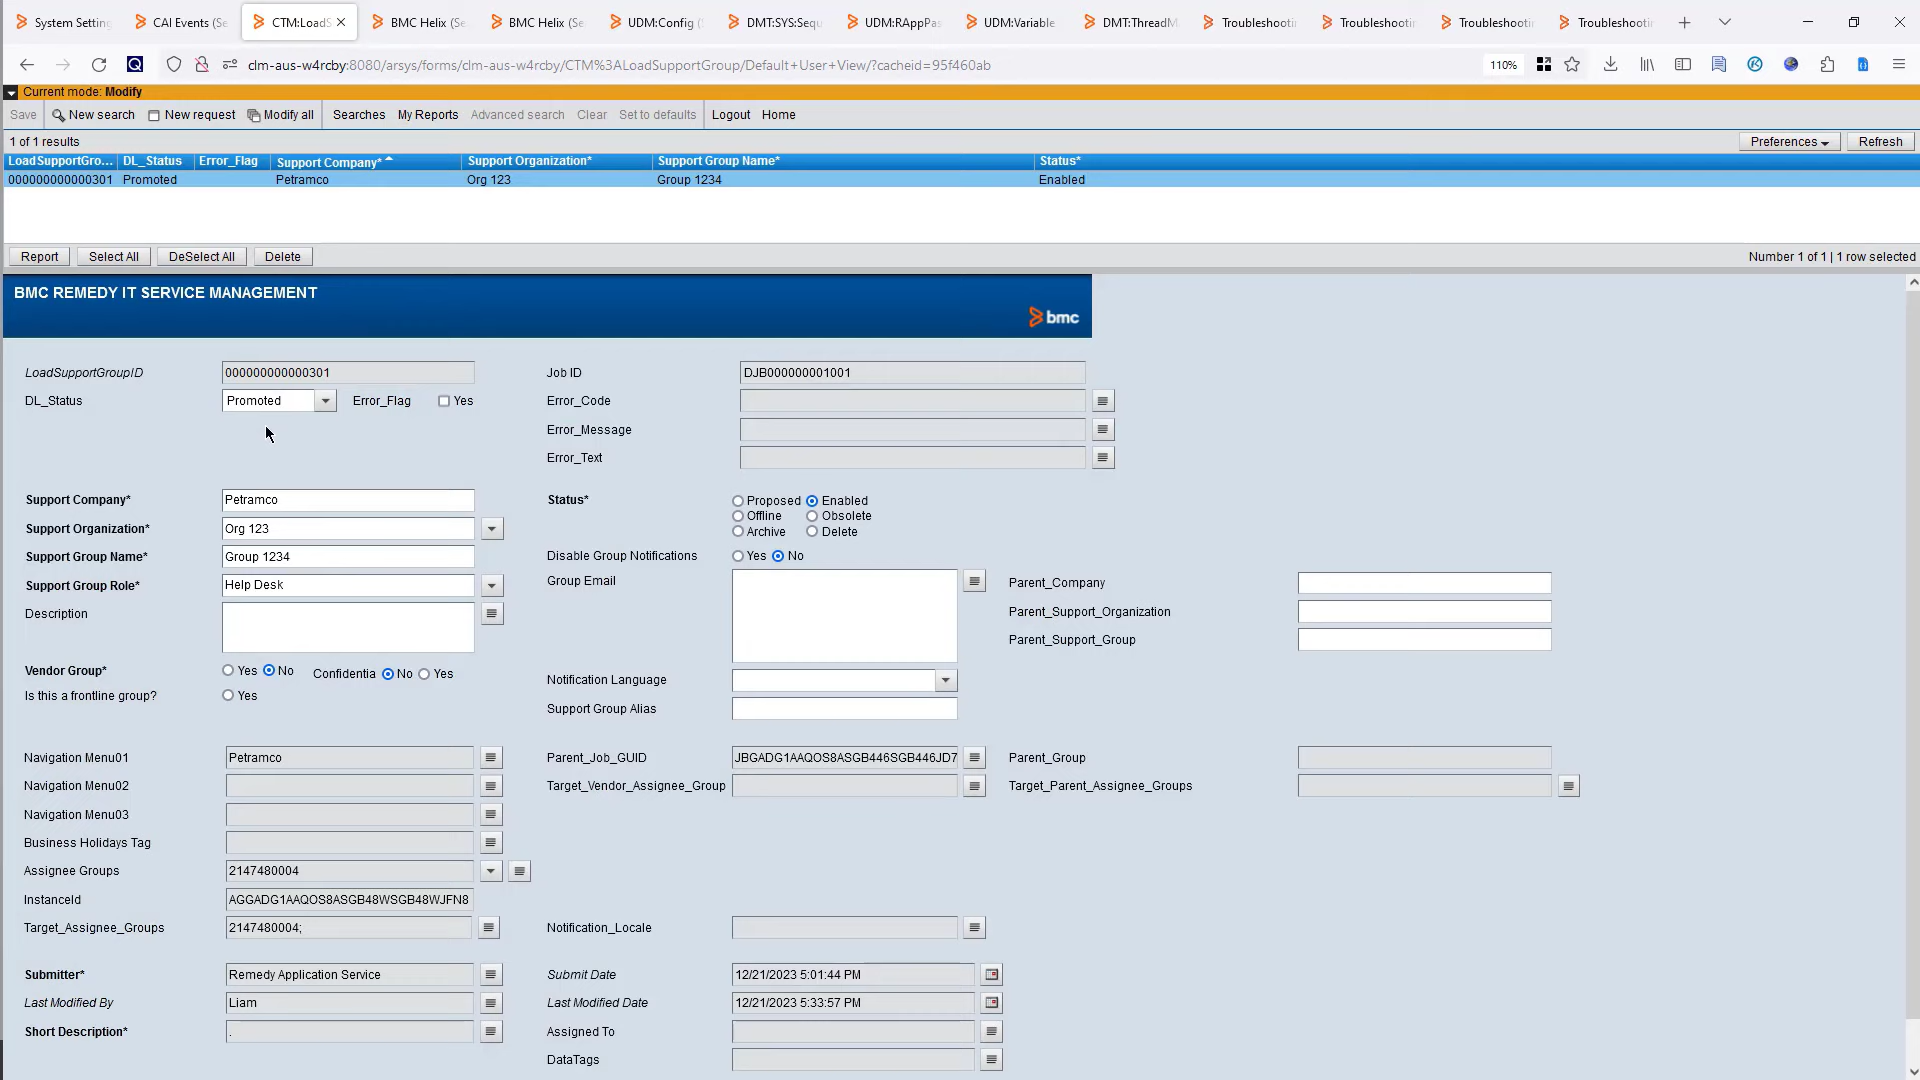 System Setting
CAI Events (Se
CTM:LoadS
BMC Helix (Se
BMC Helix (Se
UDM:Config (
DMT:SYS:Sequ
UDM:RAppPas
UDM:Variable
DMT:ThreadM
Troubleshootin
Troubleshootin
Troubleshootin
Troubleshootin
clm-aus-w4rcby:8080/arsys/forms/clm-aus-w4rcby/CTM%3ALoadSupportGroup/Default+User+View/?cacheid=95f460ab
110%
Current mode: Modify
Save New search New request Modify all Searches My Reports Advanced search Clear Set to defaults Logout Home
1 of 1 results
Preferences Refresh
LoadSupportGro... DL_Status Error_Flag Support Company* Support Organization* Support Group Name* Status*
000000000000301 Promoted Petramco Org 123 Group 1234 Enabled
Report Select All DeSelect All Delete Number 1 of 1 | 1 row selected
BMC REMEDY IT SERVICE MANAGEMENT
bmc
LoadSupportGroupID 000000000000301 Job ID DJB000000001001
DL_Status Promoted Error_Flag Yes Error_Code
Error_Message
Error_Text
Support Company* Petramco Status* Proposed Enabled
Offline Obsolete
Support Organization* Org 123
Archive Delete
Support Group Name* Group 1234 Disable Group Notifications Yes No
Support Group Role* Help Desk Group Email Parent_Company
Description Parent_Support_Organization
Parent_Support_Group
Vendor Group* Yes No Confidentia No Yes Notification Language
Is this a frontline group? Yes Support Group Alias
Navigation Menu01 Petramco Parent_Job_GUID JBGADG1AAQOS8ASGB446SGB446JD7 Parent_Group
Navigation Menu02 Target_Vendor_Assignee_Group Target_Parent_Assignee_Groups
Navigation Menu03
Business Holidays Tag
Assignee Groups 2147480004
InstanceId AGGADG1AAQOS8ASGB48WSGB48WJFN8
Target_Assignee_Groups 2147480004; Notification_Locale
Submitter* Remedy Application Service Submit Date 12/21/2023 5:01:44 PM
Last Modified By Liam Last Modified Date 12/21/2023 5:33:57 PM
Short Description* . Assigned To
DataTags